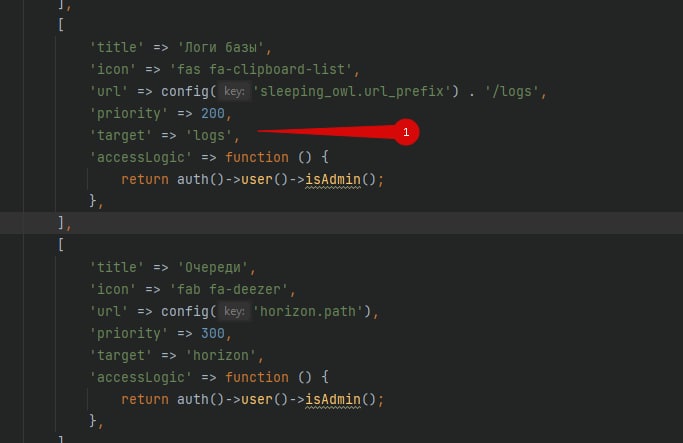 ],
[
'title' => 'Логи базы',
'icon' => 'fas fa-clipboard-list',
'url' => config( key: 'sleeping_owl.url_prefix') . '/logs',
'priority' => 200,
'target' => 'logs',
1
'accessLogic' => function () {
return auth()->user()->isAdmin();
},
],
[
'title' => 'Очереди',
'icon' => 'fab fa-deezer',
'url' => config( key: 'horizon.path'),
'priority' => 300,
'target' => 'horizon',
'accessLogic' => function () {
return auth()->user()->isAdmin();
},
]